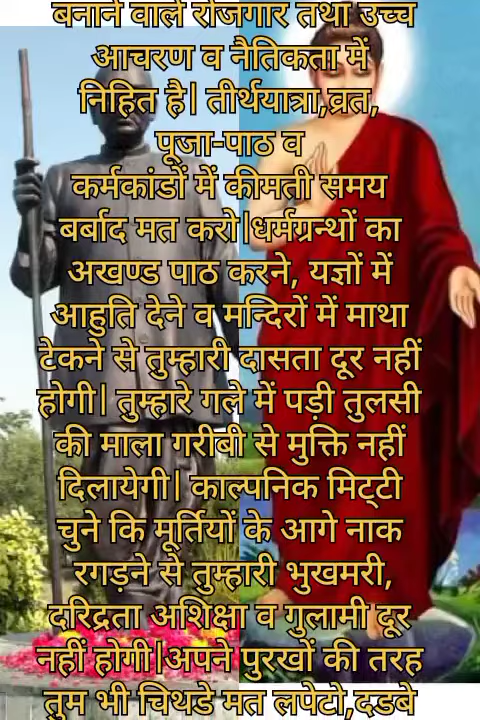 बनाने वाले रोजगार तथा उच्च
आचरण व नैतिकता में
निहित है| तीर्थयात्रा,व्रत,
पूजा-पाठ व
कर्मकांडों में कीमती समय
बर्बाद मत करो|धर्मग्रन्थों का
अखण्ड पाठ करने, यज्ञों में
आहुति देने व मन्दिरों में माथा
टेकने से तुम्हारी दासता दूर नहीं
होगी| तुम्हारे गले में पड़ी तुलसी
की माला गरीबी से मुक्ति नहीं
दिलायेगी| काल्पनिक मिट्टी
चुने कि मूर्तियों के आगे नाक
रगड़ने से तुम्हारी भुखमरी,
दरिद्रता अशिक्षा व गुलामी दूर
नहीं होगी|अपने पुरखों की तरह
तुम भी चिथडे मत लपेटो,दडबे